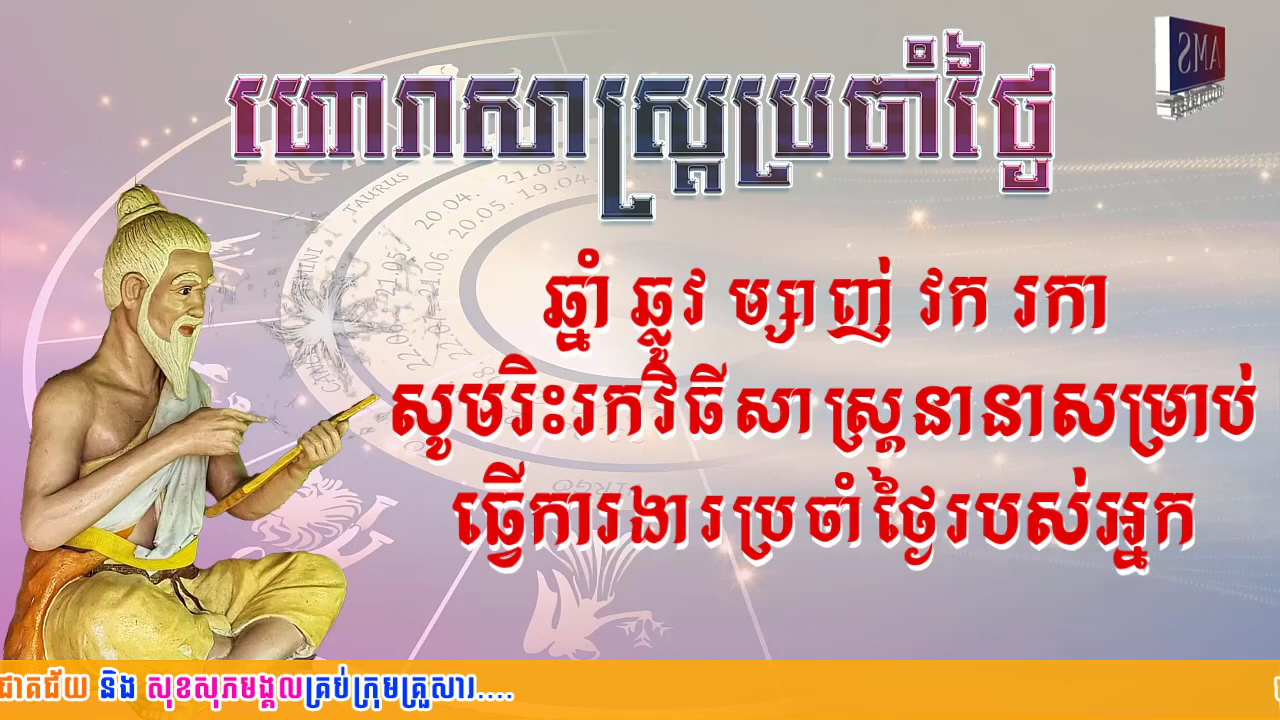 ហោរាសាស្ត្រប្រចាំថ្ងៃ
AMS
TAURUS
21.03.
20.04.
19.04
20.05.
ឆ្នាំ ឆ្លូវ ម្សាញ់ វក រកា
សូមរិះរកវិធីសាស្ត្រនានាសម្រាប់
ធ្វើការងារប្រចាំថ្ងៃរបស់អ្នក
ជោគជ័យ និង សុខសុភមង្គលគ្រប់ក្រុមគ្រួសារ....